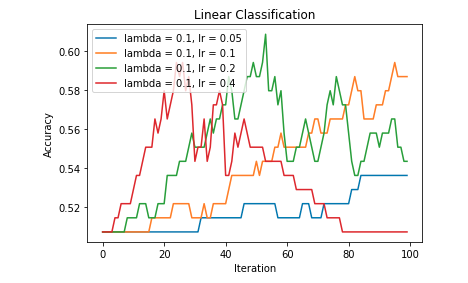 Linear Classification
lambda = 0.1, lr = 0.05
lambda = 0.1, lr = 0.1
lambda = 0.1, lr = 0.2
lambda = 0.1, lr = 0.4
Accuracy
0.60
0.58
0.56
0.54
0.52
0
20
40
60
80
100
Iteration